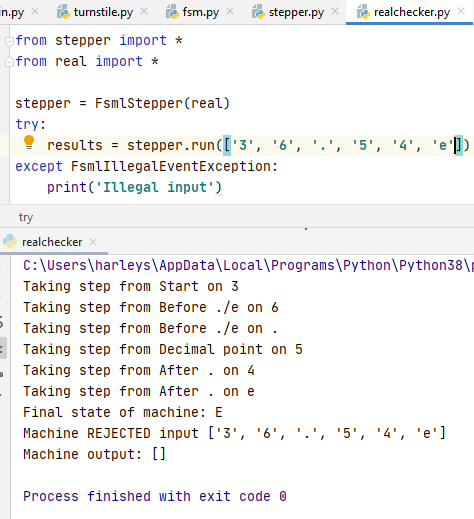 in.py turnstile.py fsm.py stepper.py realchecker.py
from stepper import *
from real import *
stepper = FsmlStepper(real)
try:
results = stepper.run(['3', '6', '.', '5', '4', 'e'])
except FsmlIllegalEventException:
print('Illegal input')
try
realchecker
C:\Users\harleys\AppData\Local\Programs\Python\Python38\p
Taking step from Start on 3
Taking step from Before ./e on 6
Taking step from Before ./e on .
Taking step from Decimal point on 5
Taking step from After . on 4
Taking step from After . on e
Final state of machine: E
Machine REJECTED input ['3', '6', '.', '5', '4', 'e']
Machine output: []
Process finished with exit code 0